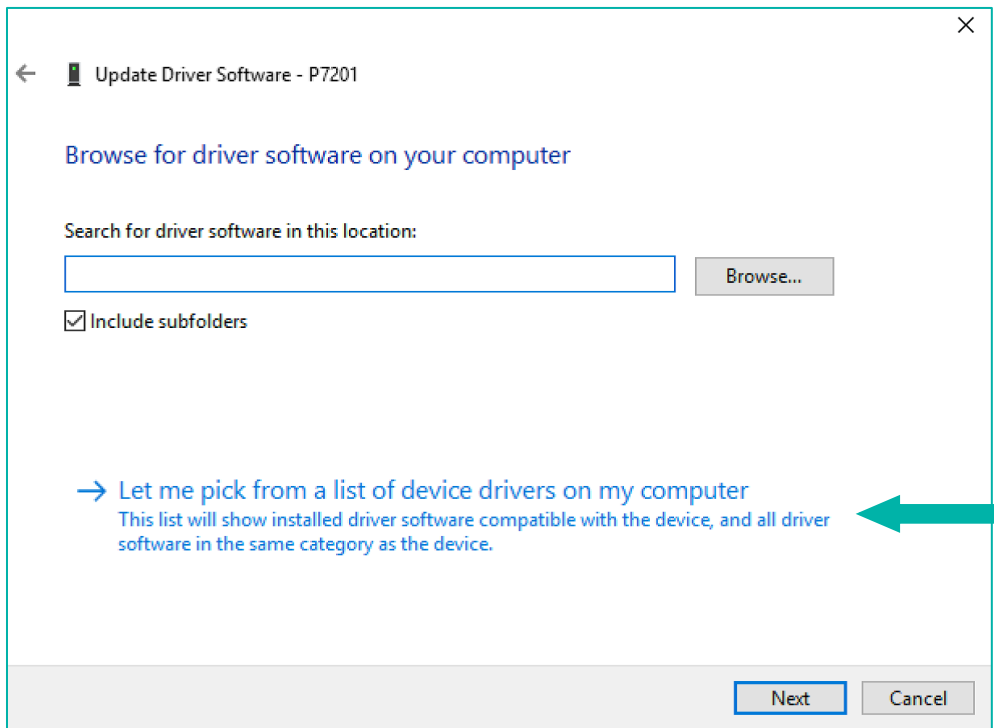 Update Driver Software - P7201
Browse for driver software on your computer
Search for driver software in this location:
Browse...
Include subfolders
Let me pick from a list of device drivers on my computer
This list will show installed driver software compatible with the device, and all driver
software in the same category as the device.
Next
Cancel